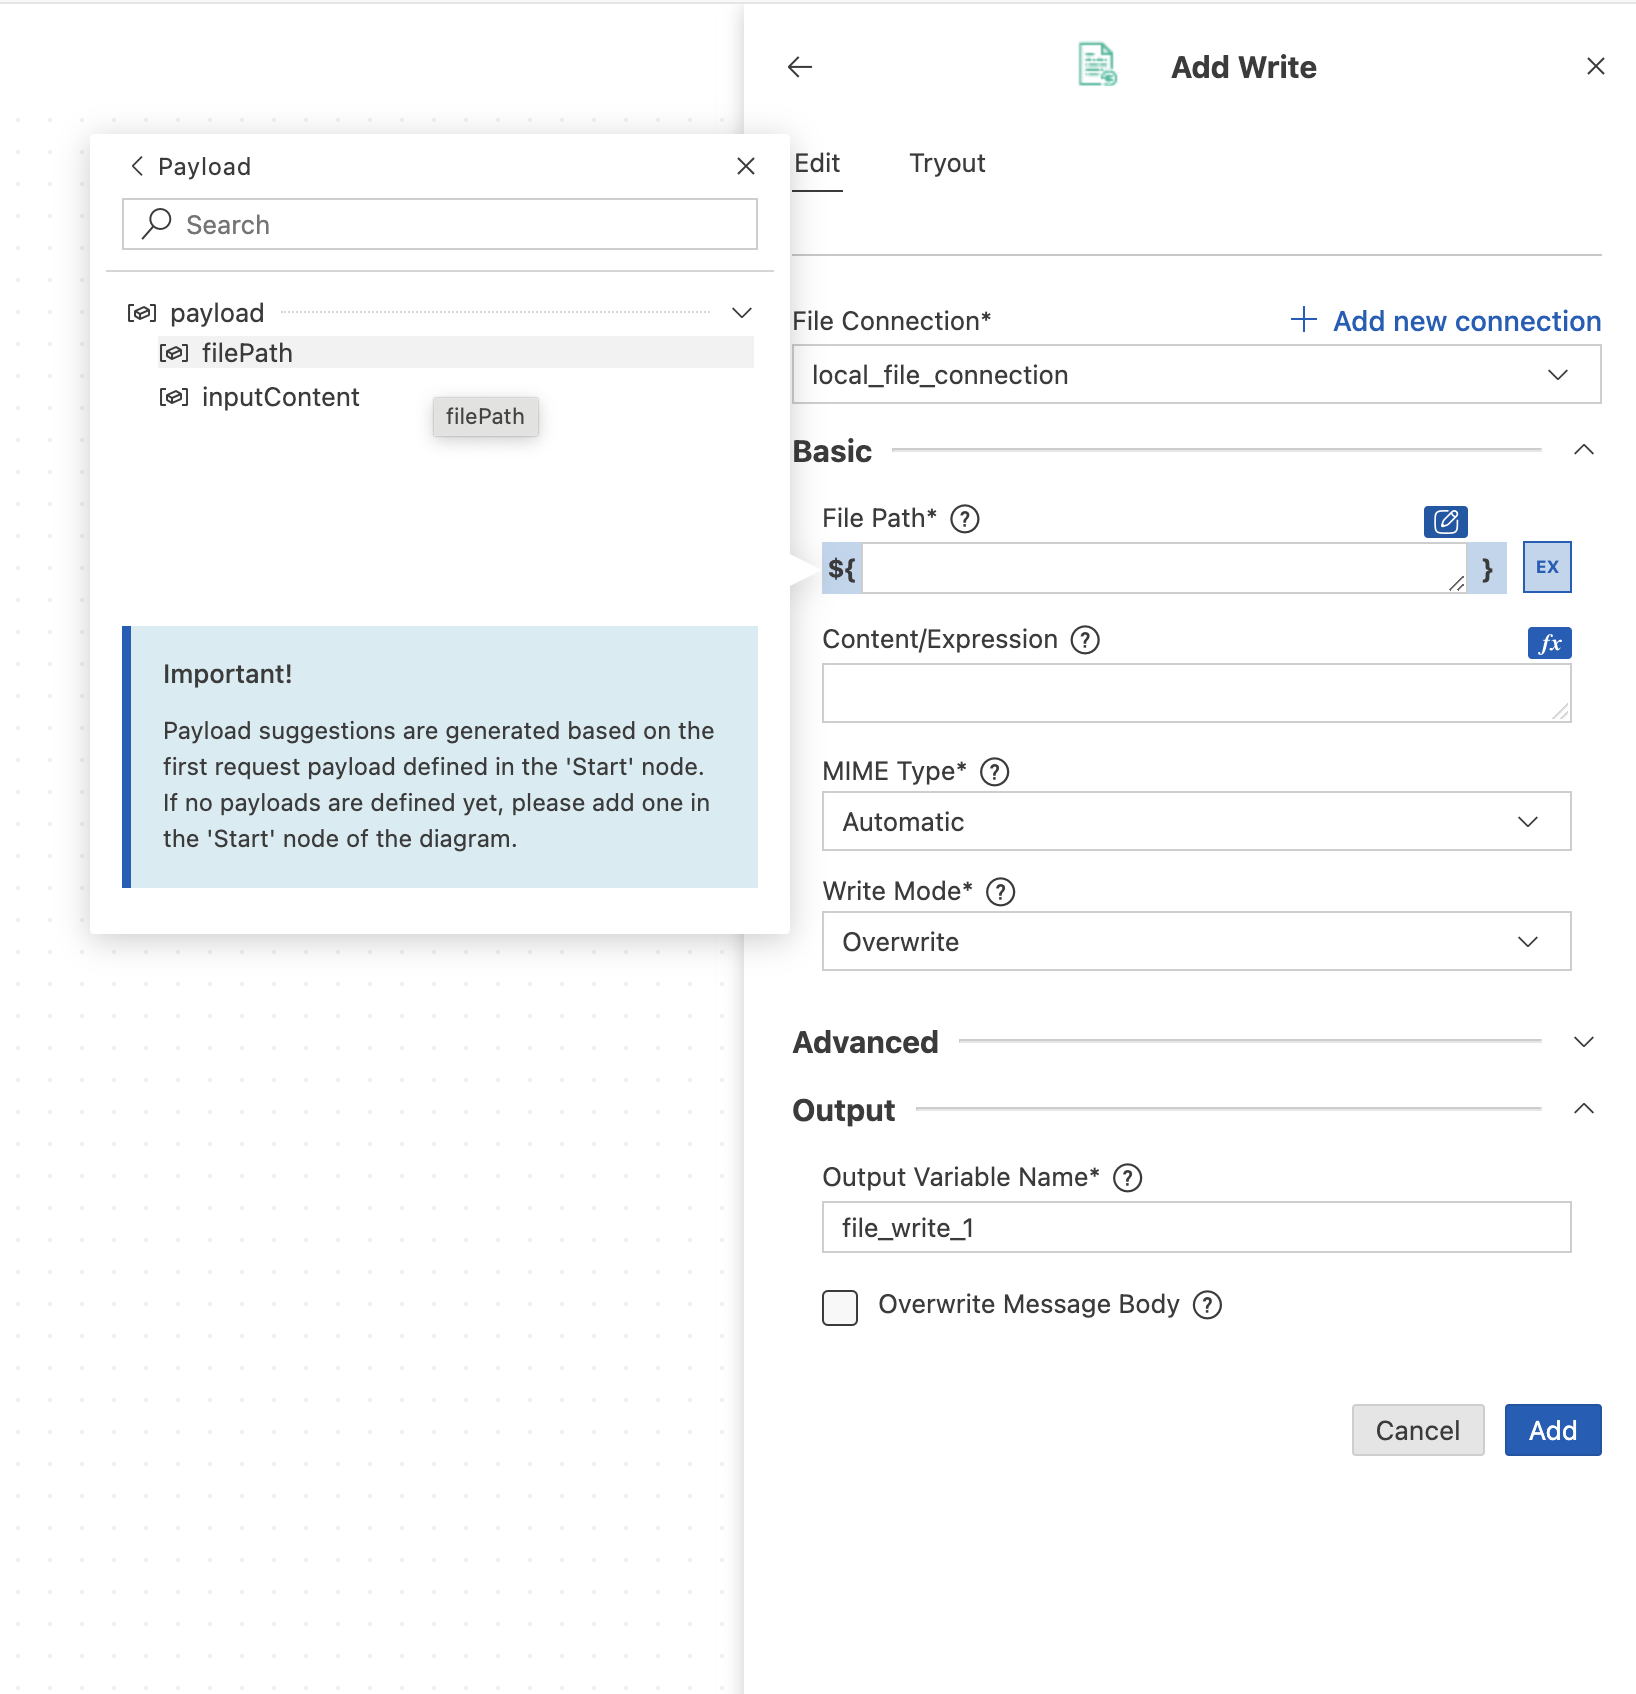 Payload
Search
payload
filePath
inputContent
filePath
Important!
Payload suggestions are generated based on the
first request payload defined in the 'Start' node.
If no payloads are defined yet, please add one in
the 'Start' node of the diagram.
Add Write
Edit
Tryout
File Connection*
Add new connection
local_file_connection
Basic
File Path* ?
${
}
EX
Content/Expression ?
fx
MIME Type* ?
Automatic
Write Mode* ?
Overwrite
Advanced
Output
Output Variable Name* ?
file_write_1
Overwrite Message Body ?
Cancel
Add